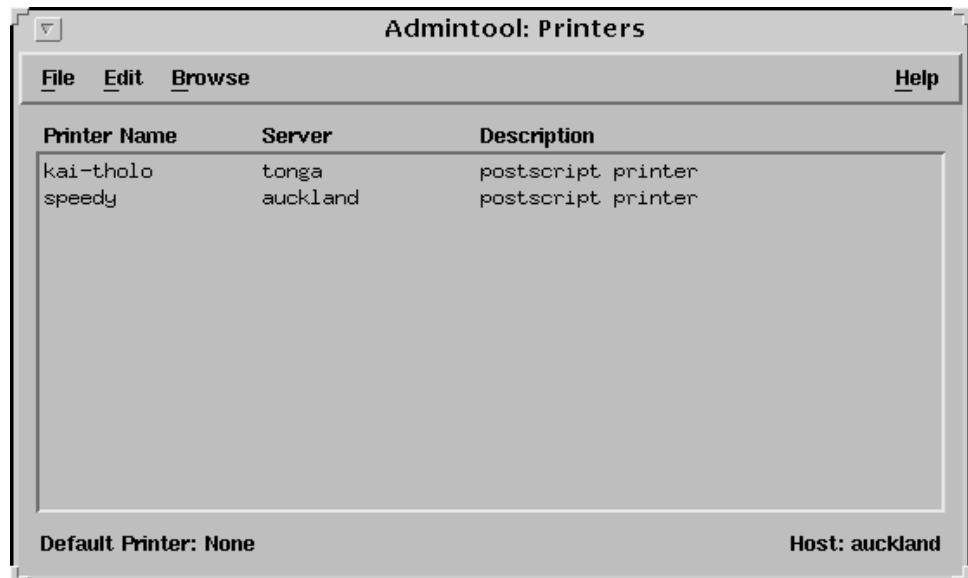 Admintool: Printers
File Edit Browse Help
Printer Name Server Description
kai-tholo tonga postscript printer
speedy auckland postscript printer
Default Printer: None Host: auckland